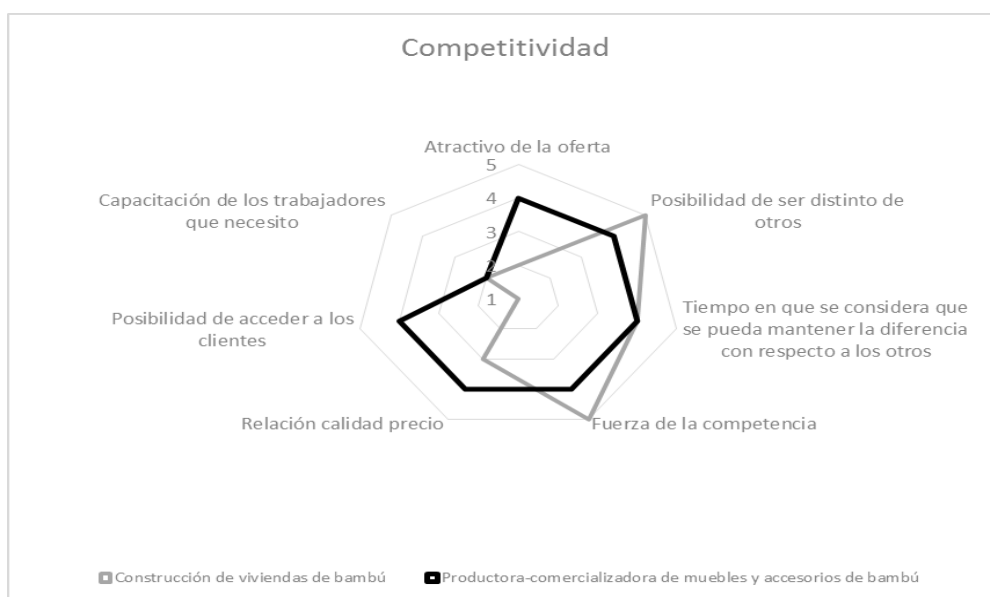 Competitividad
Atractivo de la oferta
5
4
3
2
1
Capacitación de los trabajadores
que necesito
Posibilidad de ser distinto de
otros
Posibilidad de acceder a los
clientes
Tiempo en que se considera que
se pueda mantener la diferencia
con respecto a los otros
Relación calidad precio
Fuerza de la competencia
Construcción de viviendas de bambú
Productora-comercializadora de muebles y accesorios de bambú